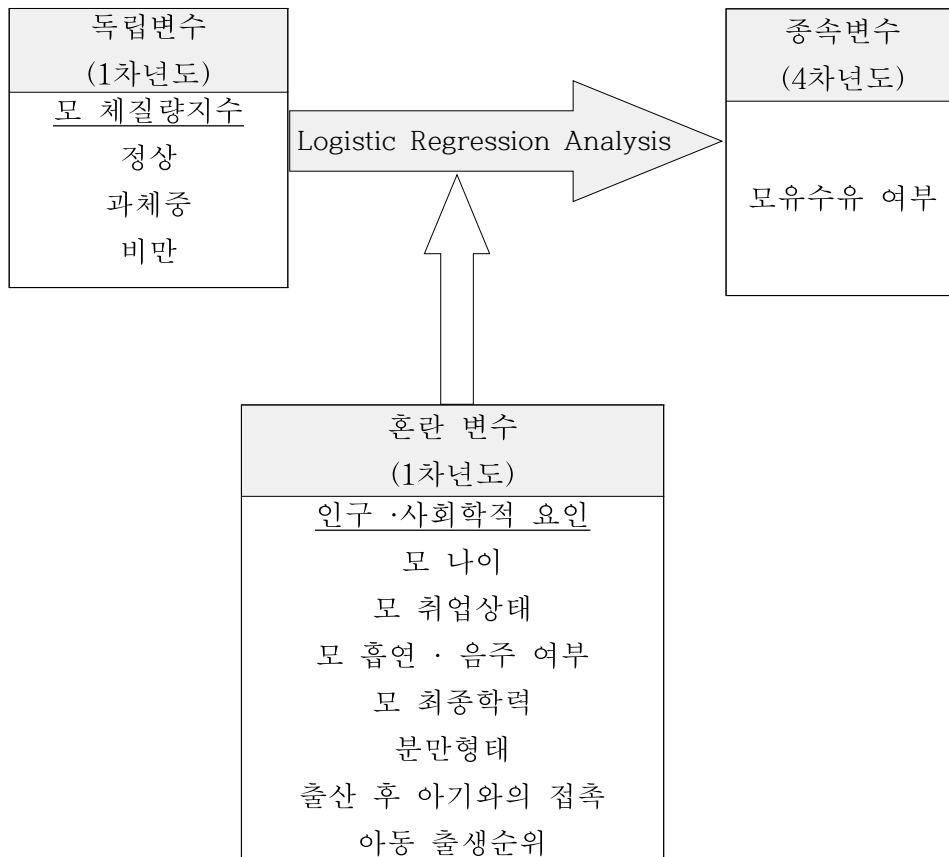 독립변수
(1차년도)
모 체질량지수
정상
과체중
비만
Logistic Regression Analysis
종속변수
(4차년도)
모유수유 여부
혼란 변수
(1차년도)
인구 ·사회학적 요인
모 나이
모 취업상태
모 흡연 · 음주 여부
모 최종학력
분만형태
출산 후 아기와의 접촉
아동 출생순위